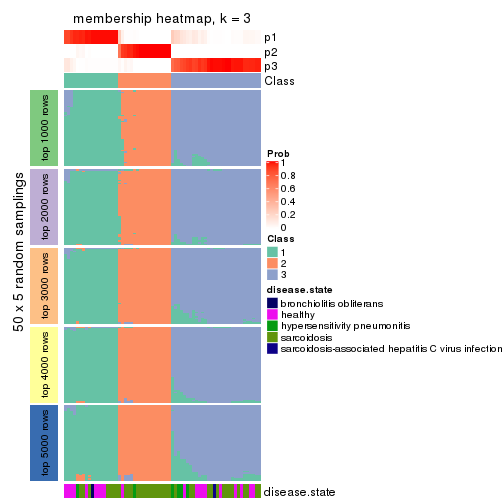 membership heatmap, k = 3
p1
p2
p3
Class
50 x 5 random samplings
top 1000 rows
top 2000 rows
top 3000 rows
top 4000 rows
top 5000 rows
Prob
1
0.8
0.6
0.4
0.2
0
Class
1
2
3
disease.state
bronchiolitis obliterans
healthy
hypersensitivity pneumonitis
sarcoidosis
sarcoidosis-associated hepatitis C virus infection
disease.state